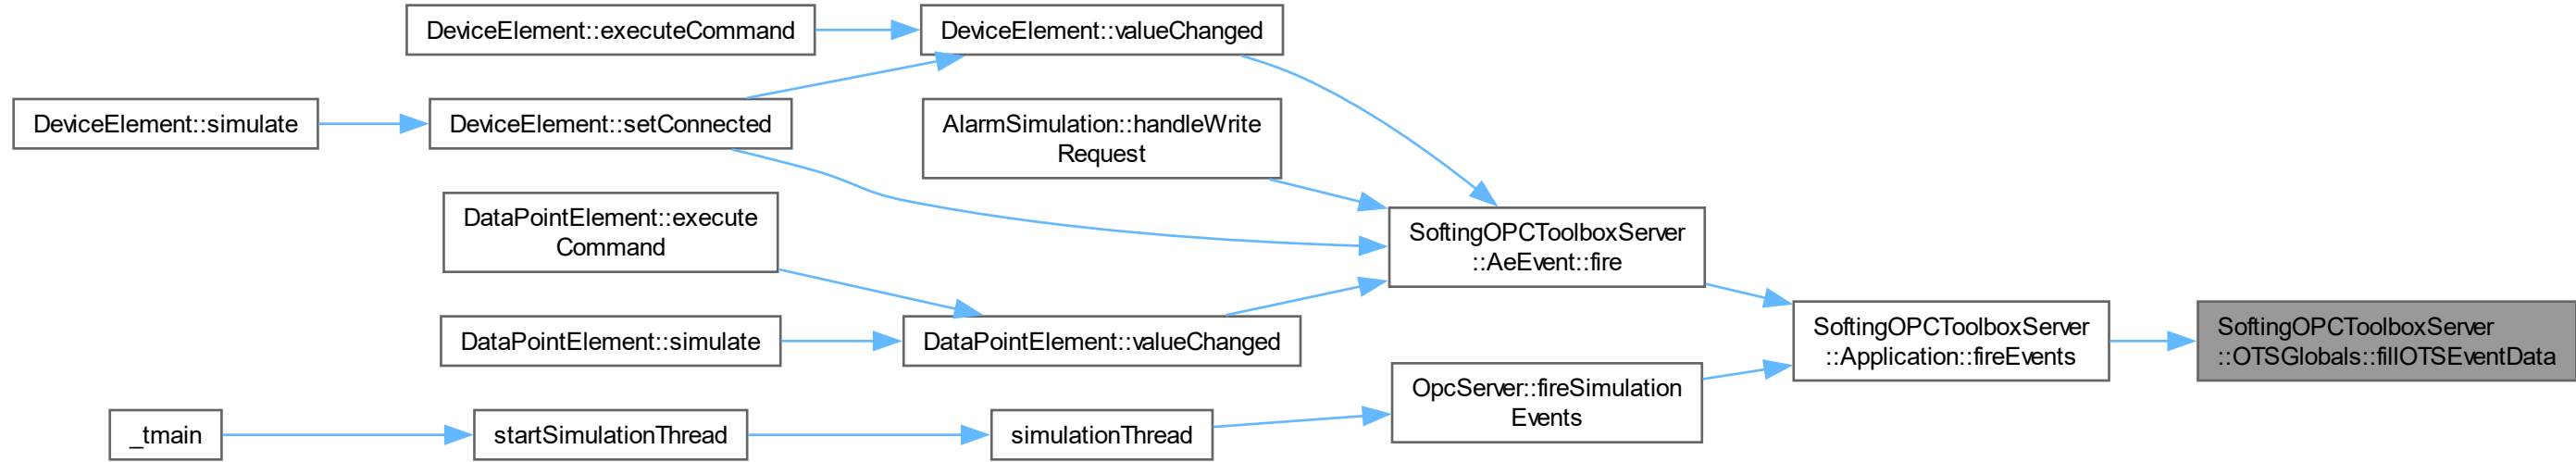 DeviceElement::executeCommand
DeviceElement::valueChanged
DeviceElement::simulate
DeviceElement::setConnected
AlarmSimulation::handleWrite
Request
DataPointElement::execute
Command
SoftingOPCToolboxServer
::AeEvent::fire
DataPointElement::simulate
DataPointElement::valueChanged
SoftingOPCToolboxServer
::Application::fireEvents
SoftingOPCToolboxServer
::OTSGlobals::fillOTSEventData
OpcServer::fireSimulation
Events
_tmain
startSimulationThread
simulationThread